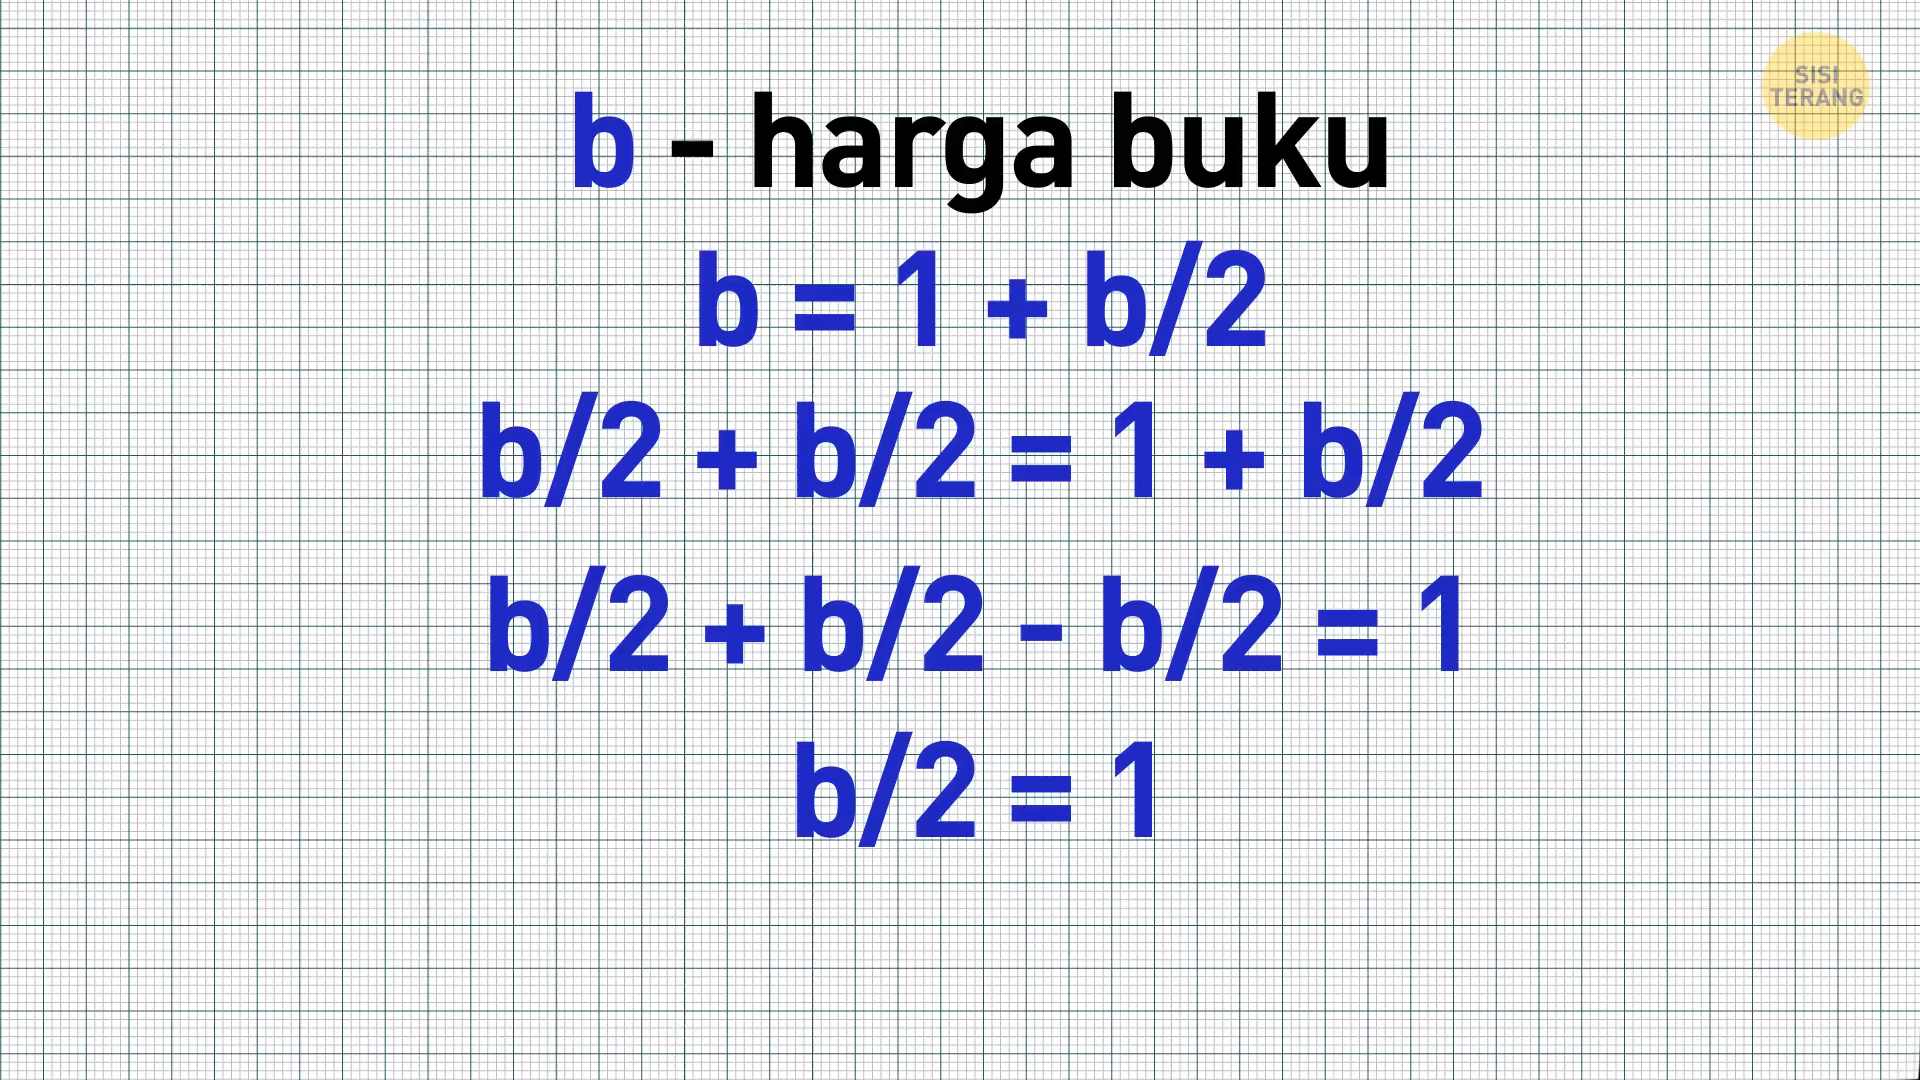 b - harga buku
b = 1 + b/2
b/2 + b/2 = 1 + b/2
b/2 + b/2 - b/2 = 1
b/2 = 1
SISI
TERANG